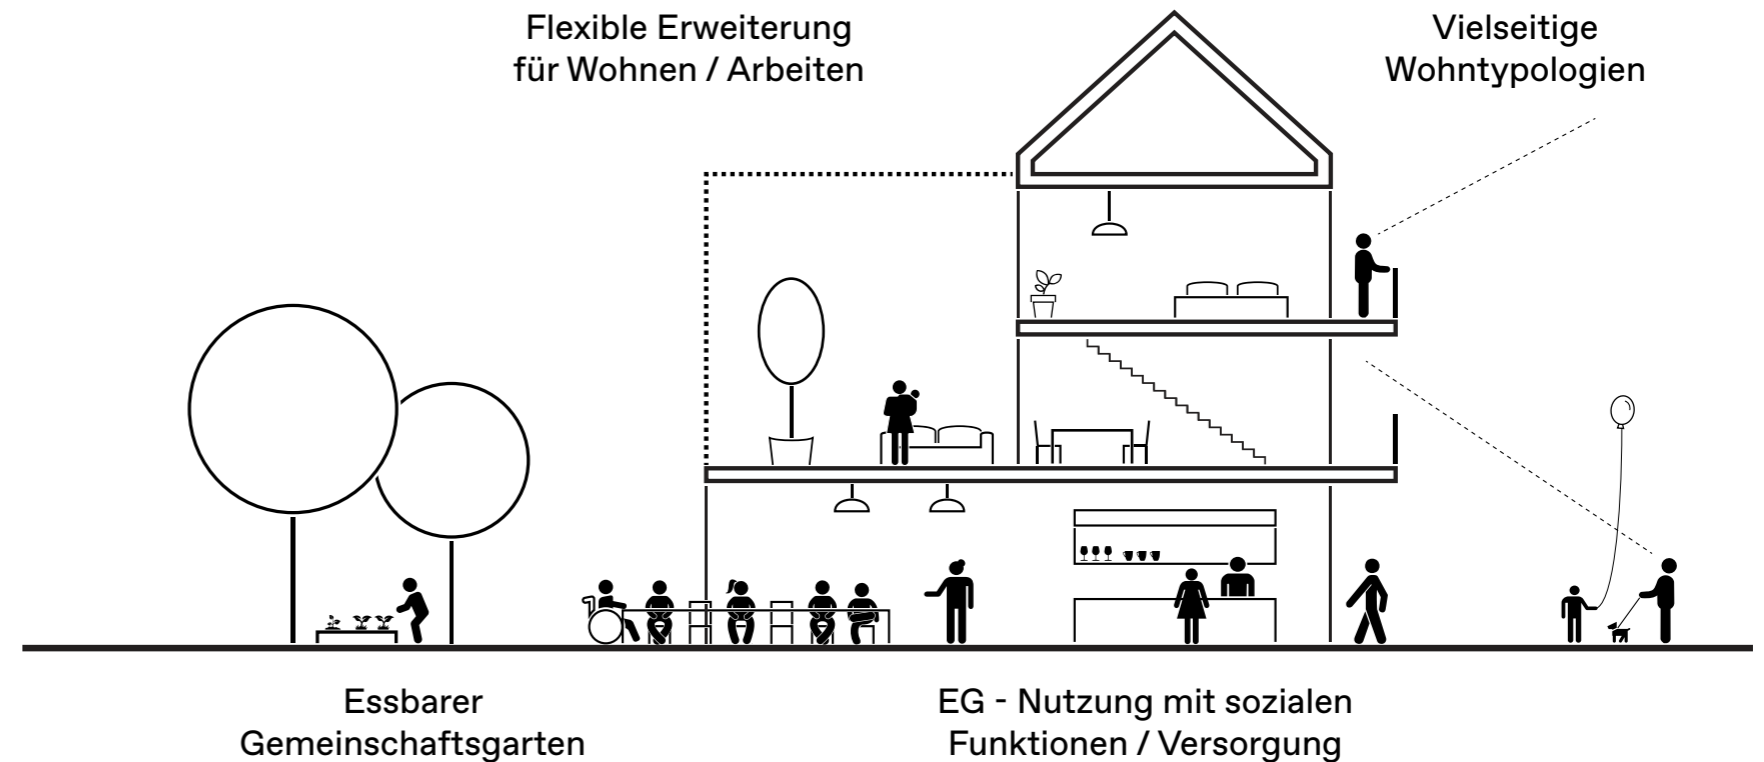 Flexible Erweiterung
für Wohnen / Arbeiten
Vielseitige
Wohntypologien
Essbarer
Gemeinschaftsgarten
EG - Nutzung mit sozialen
Funktionen / Versorgung